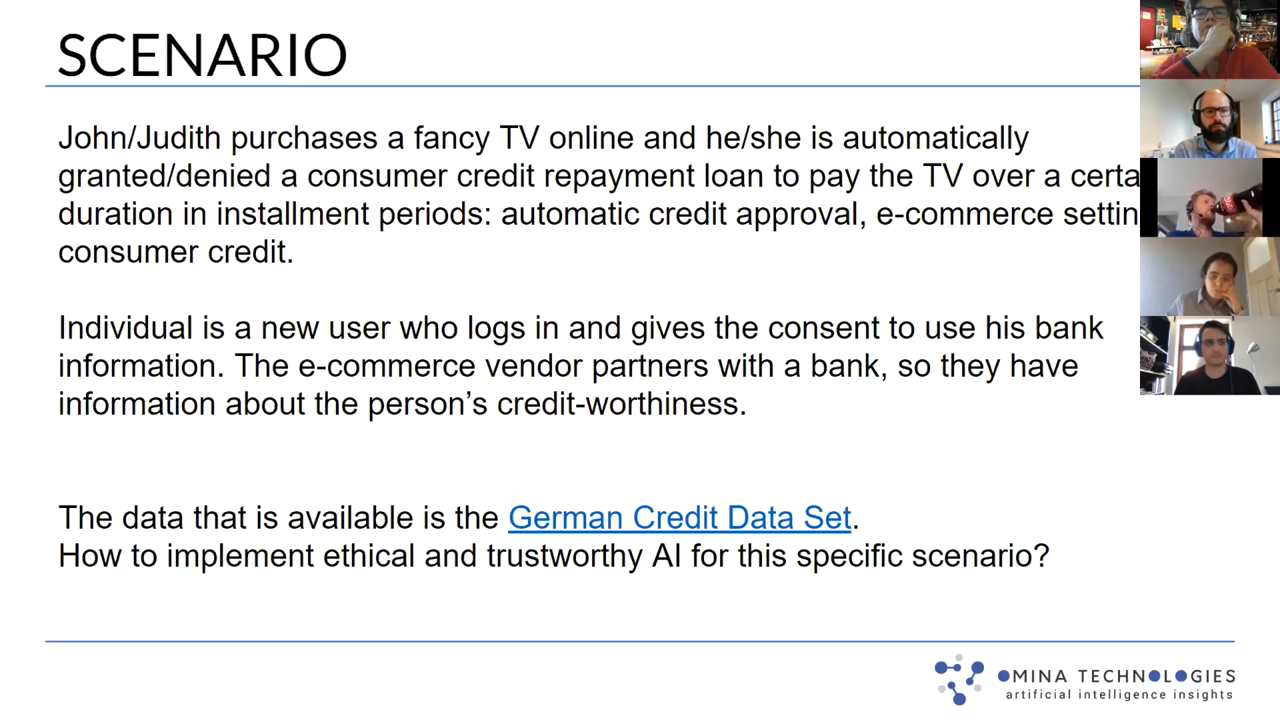 SCENARIO
John/Judith purchases a fancy TV online and he/she is automatically
granted/denied a consumer credit repayment loan to pay the TV over a certa
duration in installment periods: automatic credit approval, e-commerce settin
consumer credit.
Individual is a new user who logs in and gives the consent to use his bank
information. The e-commerce vendor partners with a bank, so they have
information about the person’s credit-worthiness.
The data that is available is the German Credit Data Set.
How to implement ethical and trustworthy AI for this specific scenario?
OMINA TECHNOLOGIES
artificial intelligence insights